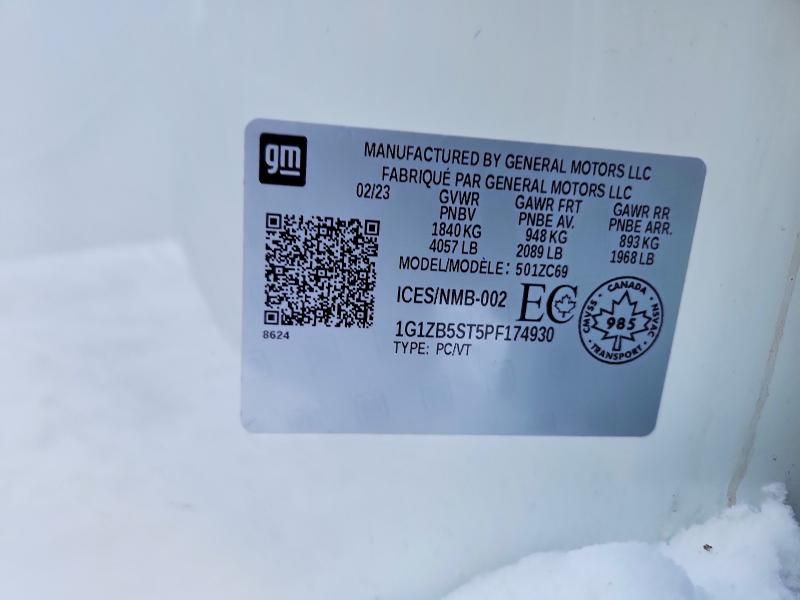 gm
MANUFACTURED BY GENERAL MOTORS LLC
FABRIQUÉ PAR GENERAL MOTORS LLC
02/23
GVWR GAWR FRT GAWR RR
PNBV PNBE AV. PNBE ARR.
1840 KG 948 KG 893 KG
4057 LB 2089 LB 1968 LB
MODEL/MODÈLE: 501ZC69
ICES/NMB-002 EC
CANADA
CMVSS 985 NSVAC
TRANSPORT
1G1ZB5ST5PF174930
TYPE: PC/VT
8624